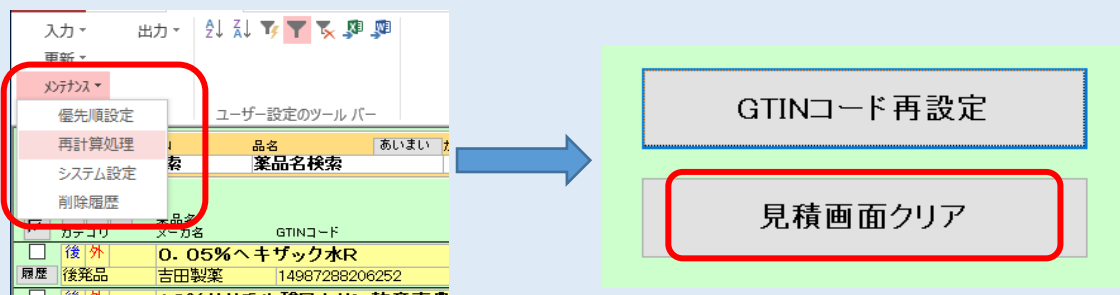 入力 出力
更新
メンテナンス
優先順設定
ユーザー設定のツール バー
再計算処理
品名 あいまい
索 薬品名検索
システム設定
削除履歴
カテゴリ メーカ名 GTINコード
後 外 0.05%ヘキザック水R
履歴 後発品 吉田製薬 14987288206252
後 外
GTINコード再設定
見積画面クリア